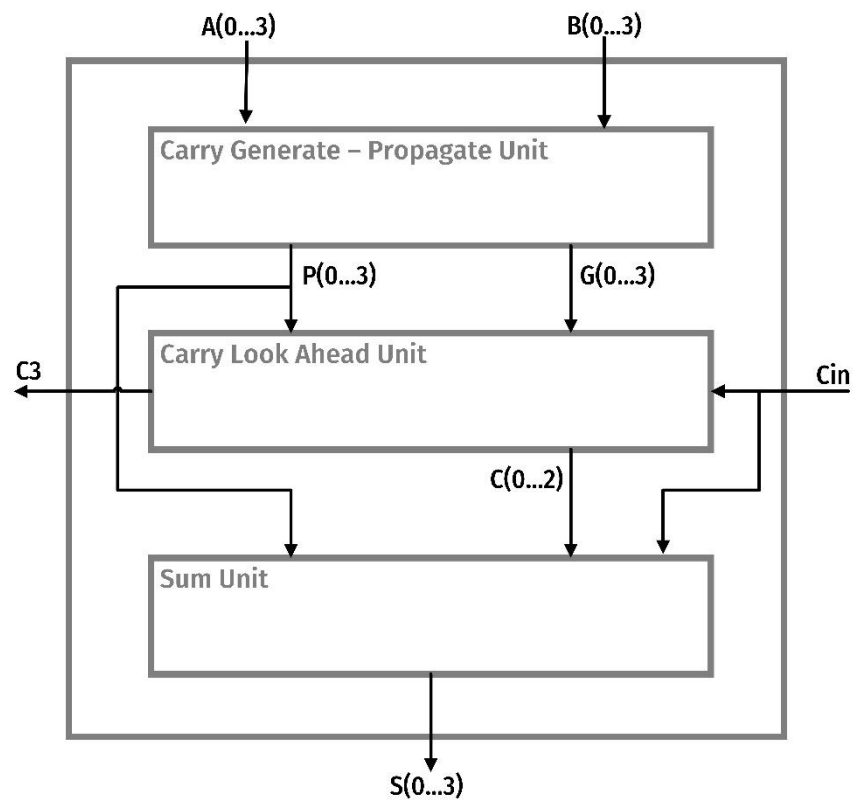 A(0...3)
B(0...3)
Carry Generate – Propagate Unit
P(0...3)
G(0...3)
Carry Look Ahead Unit
C3
Cin
C(0...2)
Sum Unit
S(0...3)